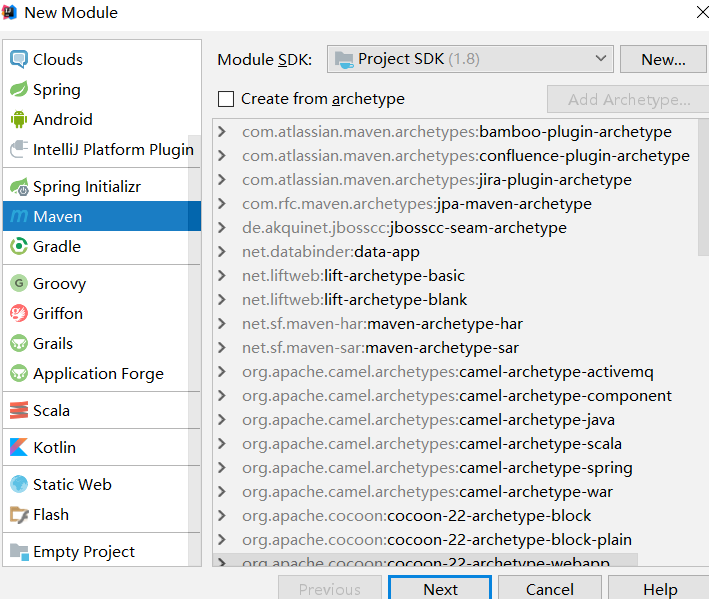 New Module
Clouds
Spring
Android
IntelliJ Platform Plugin
Spring Initializr
Maven
Gradle
Groovy
Griffon
Grails
Application Forge
Scala
Kotlin
Static Web
Flash
Empty Project
Module SDK: Project SDK (1.8) New...
Create from archetype Add Archetype...
com.atlassian.maven.archetypes:bamboo-plugin-archetype
com.atlassian.maven.archetypes:confluence-plugin-archetype
com.atlassian.maven.archetypes:jira-plugin-archetype
com.rfc.maven.archetypes:jpa-maven-archetype
de.akquinet.jbosscc:jbosscc-seam-archetype
net.databinder:data-app
net.liftweb:lift-archetype-basic
net.liftweb:lift-archetype-blank
net.sf.maven-har:maven-archetype-har
net.sf.maven-sar:maven-archetype-sar
org.apache.camel.archetypes:camel-archetype-activemq
org.apache.camel.archetypes:camel-archetype-component
org.apache.camel.archetypes:camel-archetype-java
org.apache.camel.archetypes:camel-archetype-scala
org.apache.camel.archetypes:camel-archetype-spring
org.apache.camel.archetypes:camel-archetype-war
org.apache.cocoon:cocoon-22-archetype-block
org.apache.cocoon:cocoon-22-archetype-block-plain
org.apache.cocoon:cocoon-22-archetype-webapp
Previous Next Cancel Help